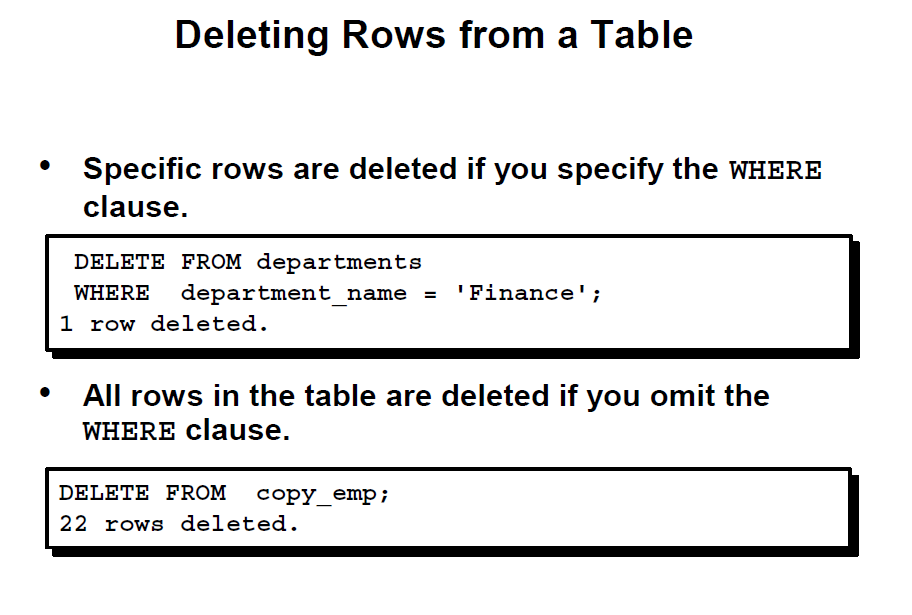 Deleting Rows from a Table
• Specific rows are deleted if you specify the WHERE
clause.
DELETE FROM departments
WHERE  department_name = 'Finance';
1 row deleted.
• All rows in the table are deleted if you omit the
WHERE clause.
DELETE FROM  copy_emp;
22 rows deleted.